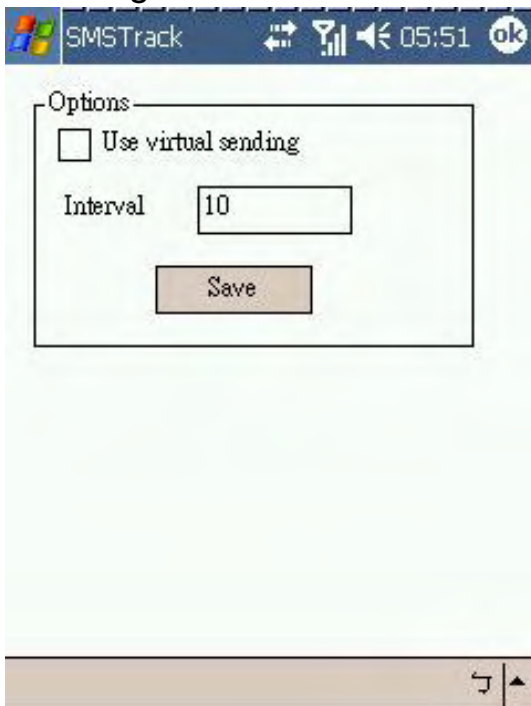 SMSTrack 05:51 ok
Options
Use virtual sending
Interval 10
Save
ㄅ